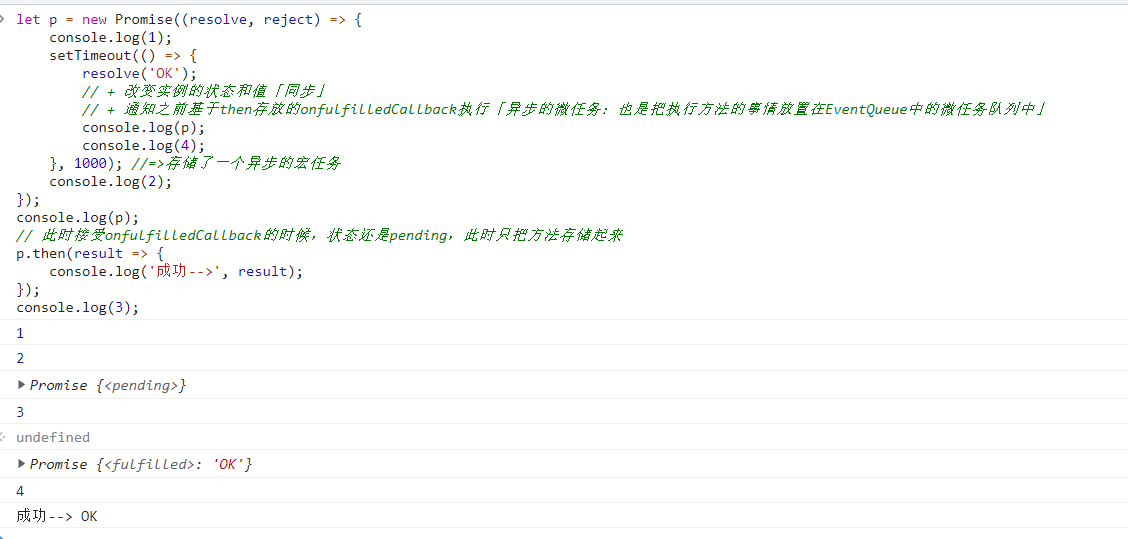 let p = new Promise((resolve, reject) => {
    console.log(1);
    setTimeout(() => {
        resolve('OK');
        // + 改变实例的状态和值「同步」
        // + 通知之前基于then存放的onfulfilledCallback执行「异步的微任务：也是把执行方法的事情放置在EventQueue中的微任务队列中」
        console.log(p);
        console.log(4);
    }, 1000); //=>存储了一个异步的宏任务
    console.log(2);
});
console.log(p);
// 此时接受onfulfilledCallback的时候，状态还是pending，此时只把方法存储起来
p.then(result => {
    console.log('成功-->', result);
});
console.log(3);
1
2
Promise {<pending>}
3
undefined
Promise {<fulfilled>: 'OK'}
4
成功--> OK